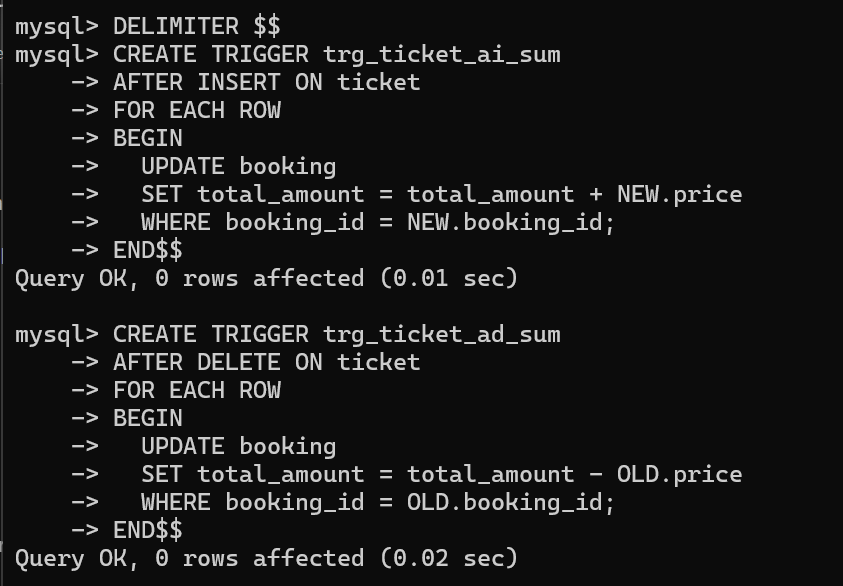 mysql> DELIMITER $$
mysql> CREATE TRIGGER trg_ticket_ai_sum
    -> AFTER INSERT ON ticket
    -> FOR EACH ROW
    -> BEGIN
    ->   UPDATE booking
    ->   SET total_amount = total_amount + NEW.price
    ->   WHERE booking_id = NEW.booking_id;
    -> END$$
Query OK, 0 rows affected (0.01 sec)

mysql> CREATE TRIGGER trg_ticket_ad_sum
    -> AFTER DELETE ON ticket
    -> FOR EACH ROW
    -> BEGIN
    ->   UPDATE booking
    ->   SET total_amount = total_amount - OLD.price
    ->   WHERE booking_id = OLD.booking_id;
    -> END$$
Query OK, 0 rows affected (0.02 sec)